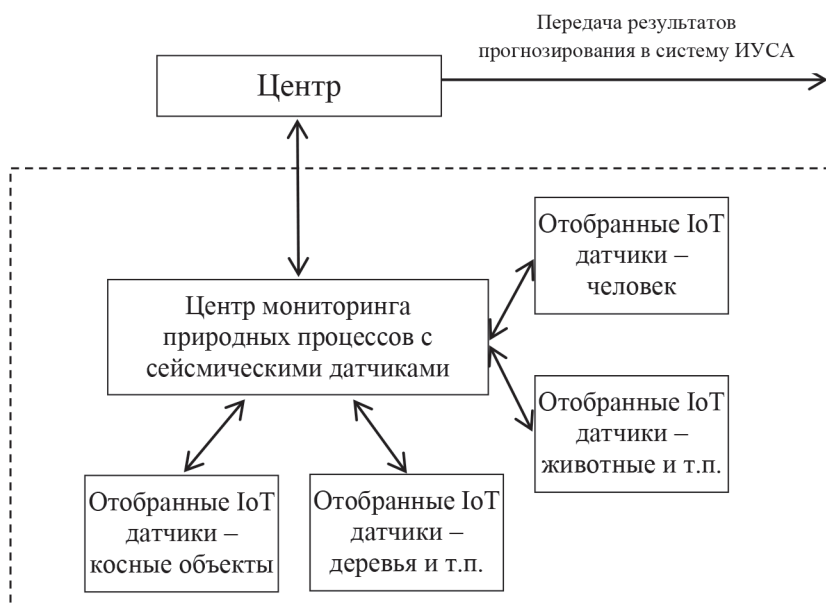 Передача результатов
прогнозирования в систему ИУСА
Центр
Центр мониторинга
природных процессов с
сейсмическими датчиками
Отобранные IoT
датчики –
человек
Отобранные IoT
датчики –
животные и т.п.
Отобранные IoT
датчики –
косные объекты
Отобранные IoT
датчики –
деревья и т.п.